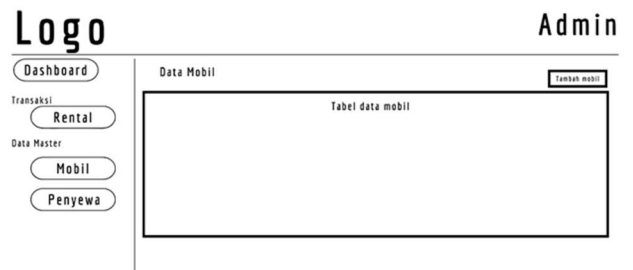 Logo
Admin
Dashboard
Transaksi
Rental
Data Master
Mobil
Penyewa
Data Mobil
Tambah mobil
Tabel data mobil